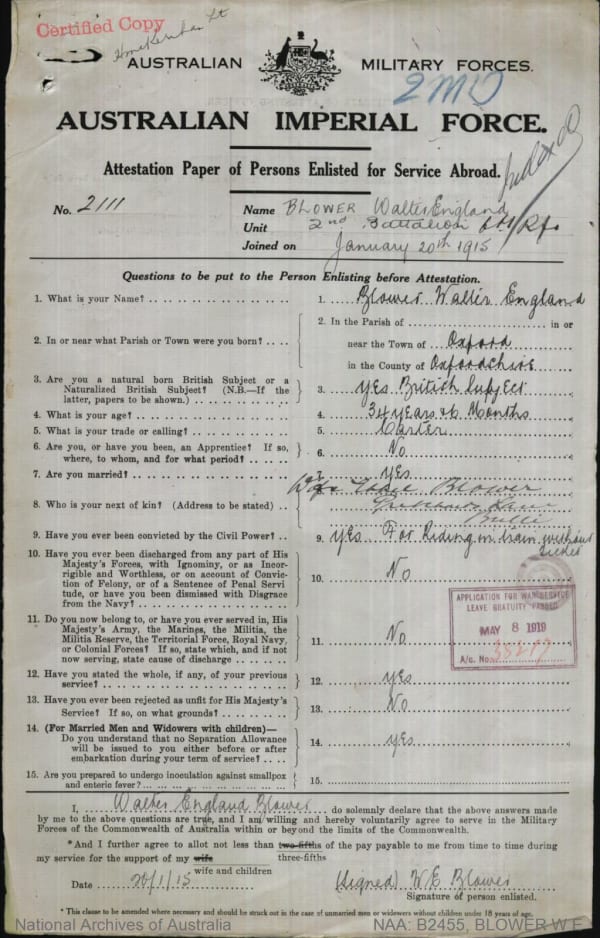 Certified Copy
AUSTRALIAN MILITARY FORCES.
2MD
AUSTRALIAN IMPERIAL FORCE.
Attestation Paper of Persons Enlisted for Service Abroad.
Indexed
No. 2111
Name BLOWER Walter England
Unit 2nd Battalion 6th Rfs
Joined on January 20th 1915
Questions to be put to the Person Enlisting before Attestation.
1. What is your Name? 1. Blower Walter England
2. In or near what Parish or Town were you born? 2. In the Parish of in or
near the Town of Oxford
in the County of Oxfordshire
3. Are you a natural born British Subject or a
Naturalized British Subject? (N.B.—If the
latter, papers to be shown.) 3. Yes British Subject
4. What is your age? 4. 34 years 6 Months
5. What is your trade or calling? 5. Carter
6. Are you, or have you been, an Apprentice? If so,
where, to whom, and for what period? 6. No
7. Are you married? 7. Yes
8. Who is your next of kin? (Address to be stated) 8. Wife Blower
Bulli
9. Have you ever been convicted by the Civil Power? 9. Yes For Riding on train without
ticket
10. Have you ever been discharged from any part of His
Majesty's Forces, with Ignominy, or as Incor-
rigible and Worthless, or on account of Convic-
tion of Felony, or of a Sentence of Penal Servi
tude, or have you been dismissed with Disgrace
from the Navy? 10. No
APPLICATION FOR WAR SERVICE
LEAVE GRATUITY PASSED
MAY 8 1919
A/c. No.
11. Do you now belong to, or have you ever served in, His
Majesty's Army, the Marines, the Militia, the
Militia Reserve, the Territorial Force, Royal Navy,
or Colonial Forces? If so, state which, and if not
now serving, state cause of discharge 11. No
12. Have you stated the whole, if any, of your previous
service? 12. yes
13. Have you ever been rejected as unfit for His Majesty's
Service? If so, on what grounds? 13. No
14. (For Married Men and Widowers with children)—
Do you understand that no Separation Allowance
will be issued to you either before or after
embarkation during your term of service? 14. yes
15. Are you prepared to undergo inoculation against smallpox
and enteric fever? 15.
I, Walter England Blower do solemnly declare that the above answers made
by me to the above questions are true, and I am willing and hereby voluntarily agree to serve in the Military
Forces of the Commonwealth of Australia within or beyond the limits of the Commonwealth.
*And I further agree to allot not less than two-fifths of the pay payable to me from time to time during
three-fifths
my service for the support of my wife
wife and children
Date 20/1/15 (Signed) W.E. Blower
Signature of person enlisted.
* This clause to be amended where necessary and should be struck out in the case of unmarried men or widowers without children under 18 years of age.
National Archives of Australia NAA: B2455, BLOWER W E